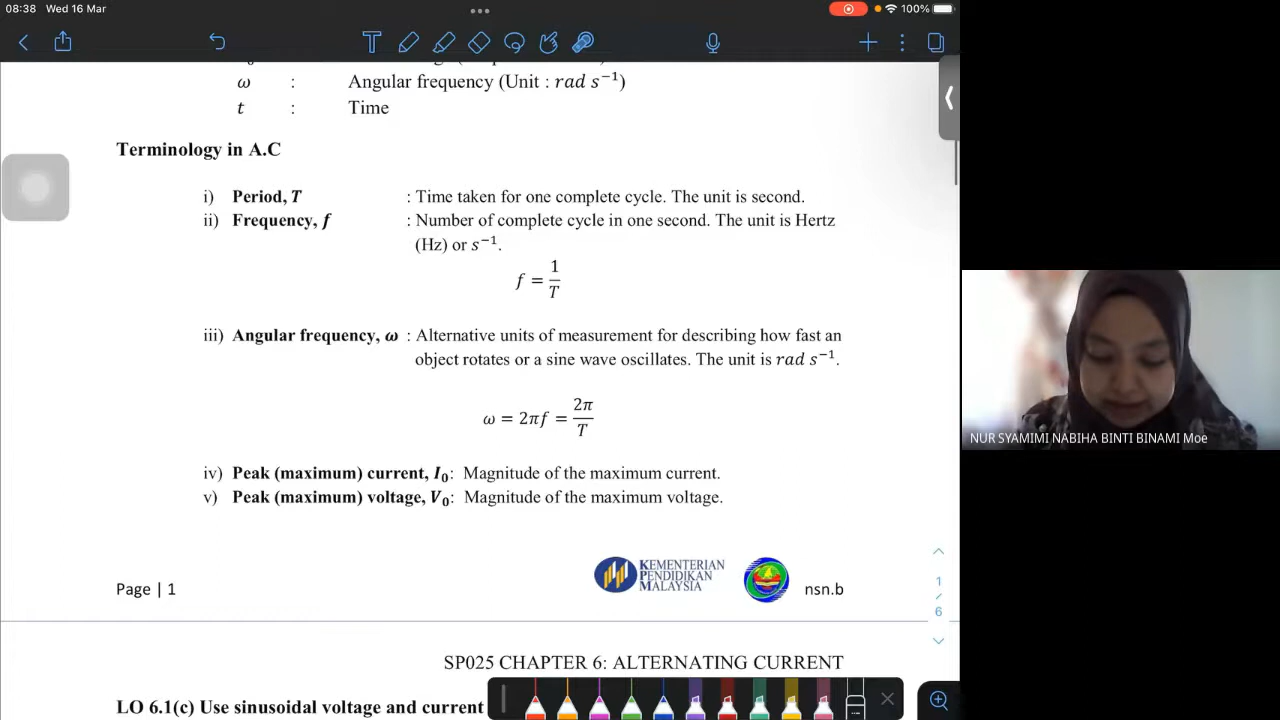 08:38 Wed 16 Mar
100%
ω : Angular frequency (Unit : rad s⁻¹)
t : Time
Terminology in A.C
i) Period, T : Time taken for one complete cycle. The unit is second.
ii) Frequency, f : Number of complete cycle in one second. The unit is Hertz
(Hz) or s⁻¹.
f = 1/T
iii) Angular frequency, ω : Alternative units of measurement for describing how fast an
object rotates or a sine wave oscillates. The unit is rad s⁻¹.
ω = 2πf = 2π/T
iv) Peak (maximum) current, I₀: Magnitude of the maximum current.
v) Peak (maximum) voltage, V₀: Magnitude of the maximum voltage.
Page | 1
KEMENTERIAN
PENDIDIKAN
MALAYSIA
nsn.b
1
/
6
SP025 CHAPTER 6: ALTERNATING CURRENT
LO 6.1(c) Use sinusoidal voltage and current
NUR SYAMIMI NABIHA BINTI BINAMI Moe